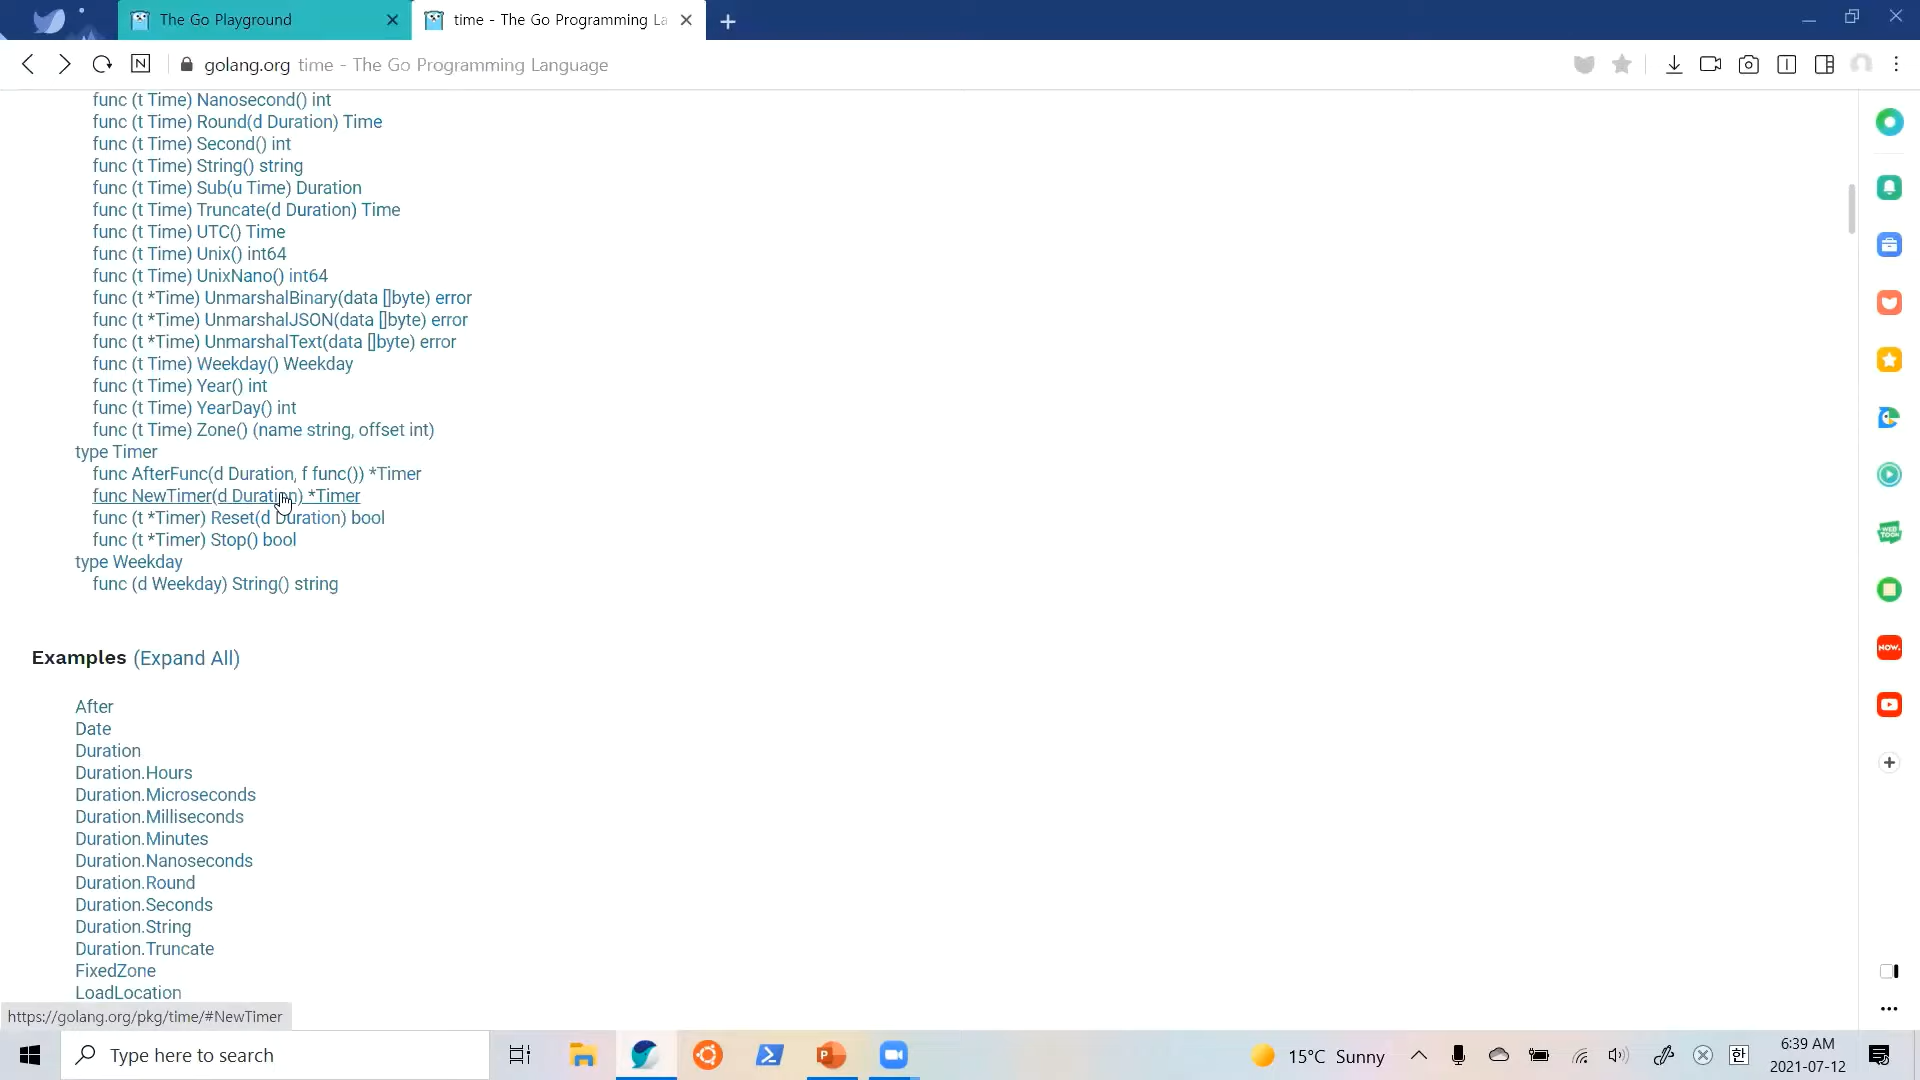 The Go Playground
time - The Go Programming La
N
golang.org time - The Go Programming Language
func (t Time) Nanosecond() int
func (t Time) Round(d Duration) Time
func (t Time) Second() int
func (t Time) String() string
func (t Time) Sub(u Time) Duration
func (t Time) Truncate(d Duration) Time
func (t Time) UTC() Time
func (t Time) Unix() int64
func (t Time) UnixNano() int64
func (t *Time) UnmarshalBinary(data []byte) error
func (t *Time) UnmarshalJSON(data []byte) error
func (t *Time) UnmarshalText(data []byte) error
func (t Time) Weekday() Weekday
func (t Time) Year() int
func (t Time) YearDay() int
func (t Time) Zone() (name string, offset int)
type Timer
func AfterFunc(d Duration, f func()) *Timer
func NewTimer(d Duration) *Timer
func (t *Timer) Reset(d Duration) bool
func (t *Timer) Stop() bool
type Weekday
func (d Weekday) String() string
Examples (Expand All)
After
Date
Duration
Duration.Hours
Duration.Microseconds
Duration.Milliseconds
Duration.Minutes
Duration.Nanoseconds
Duration.Round
Duration.Seconds
Duration.String
Duration.Truncate
FixedZone
LoadLocation
https://golang.org/pkg/time/#NewTimer
WEB
TOON
NOW.
Type here to search
15°C Sunny
한
6:39 AM
2021-07-12